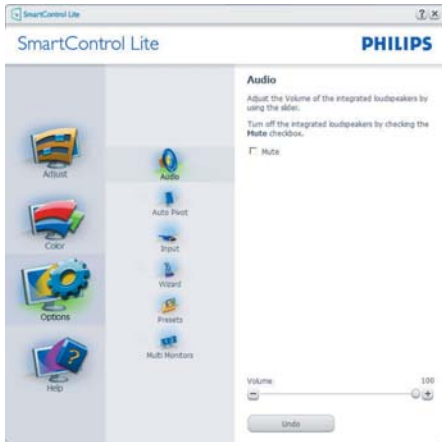 SmartControl Lite
SmartControl Lite
PHILIPS
Adjust
Color
Options
Help
Audio
Auto Pivot
Input
Wizard
Presets
Multi Monitors
Audio
Adjust the Volume of the integrated loudspeakers by
using the slider.
Turn off the integrated loudspeakers by checking the
Mute checkbox.
Mute
Volume 100
Undo